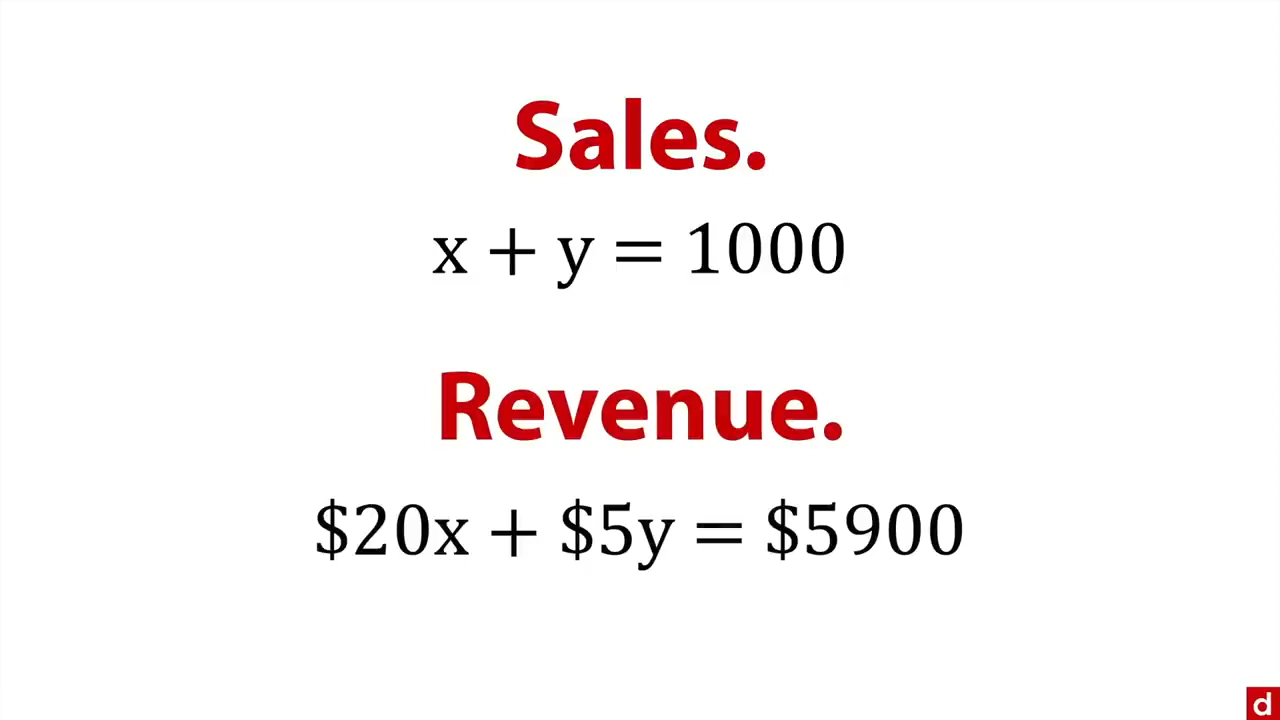 Sales.
x + y = 1000
Revenue.
$20x + $5y = $5900
d